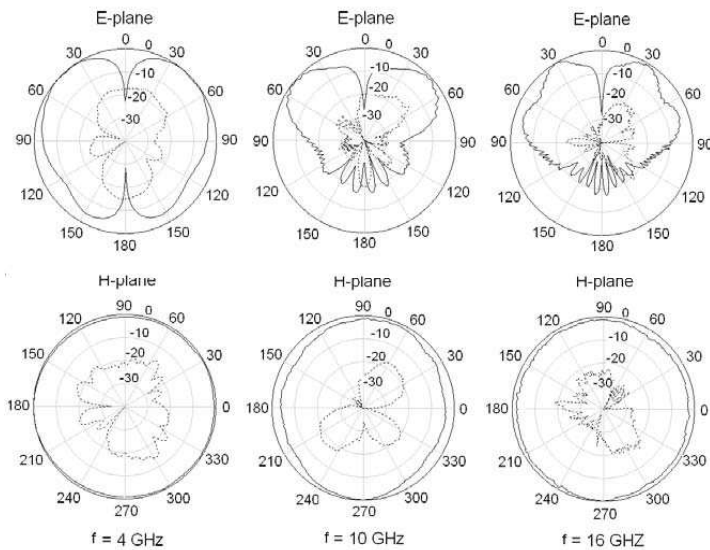 E-plane E-plane E-plane
0 0 0 0 0 0
30 30 30 30 30 30
-10 -10 -10
60 60 60 60 60 60
-20 -20 -20
-30 -30 -30
90 90 90 90 90 90
120 120 120 120 120 120
150 150 150 150 150 150
180 180 180
H-plane H-plane H-plane
90 0 90 0 90 0
120 60 120 60 120 60
-10 -10 -10
150 30 150 30 150 30
-20 -20 -20
-30 -30 -30
180 0 180 0 180 0
210 330 210 330 210 330
240 300 240 300 240 300
270 270 270
f = 4 GHz f = 10 GHz f = 16 GHZ